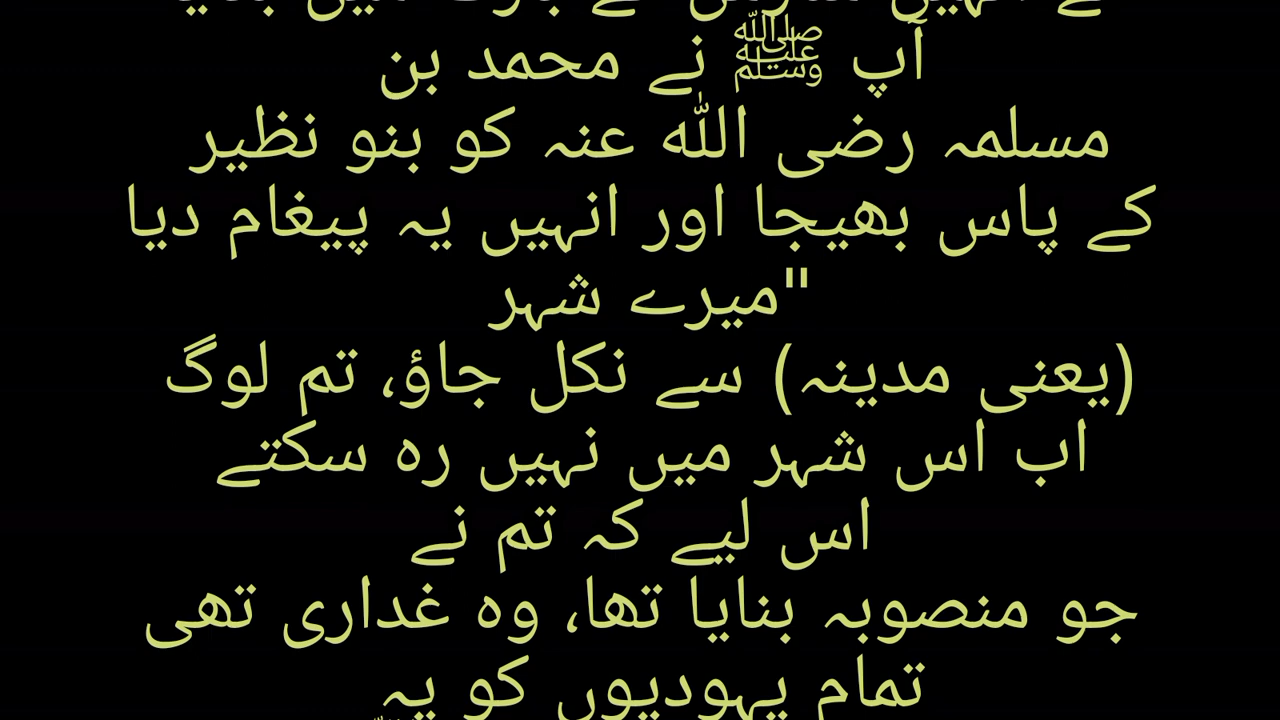 آپ ﷺ نے محمد بن
مسلمہ رضی اللہ عنہ کو بنو نظیر
کے پاس بھیجا اور انہیں یہ پیغام دیا
"میرے شہر
(یعنی مدینہ) سے نکل جاؤ، تم لوگ
اب اس شہر میں نہیں رہ سکتے
اس لیے کہ تم نے
جو منصوبہ بنایا تھا، وہ غداری تھی
تمام یہودیوں کو یہ